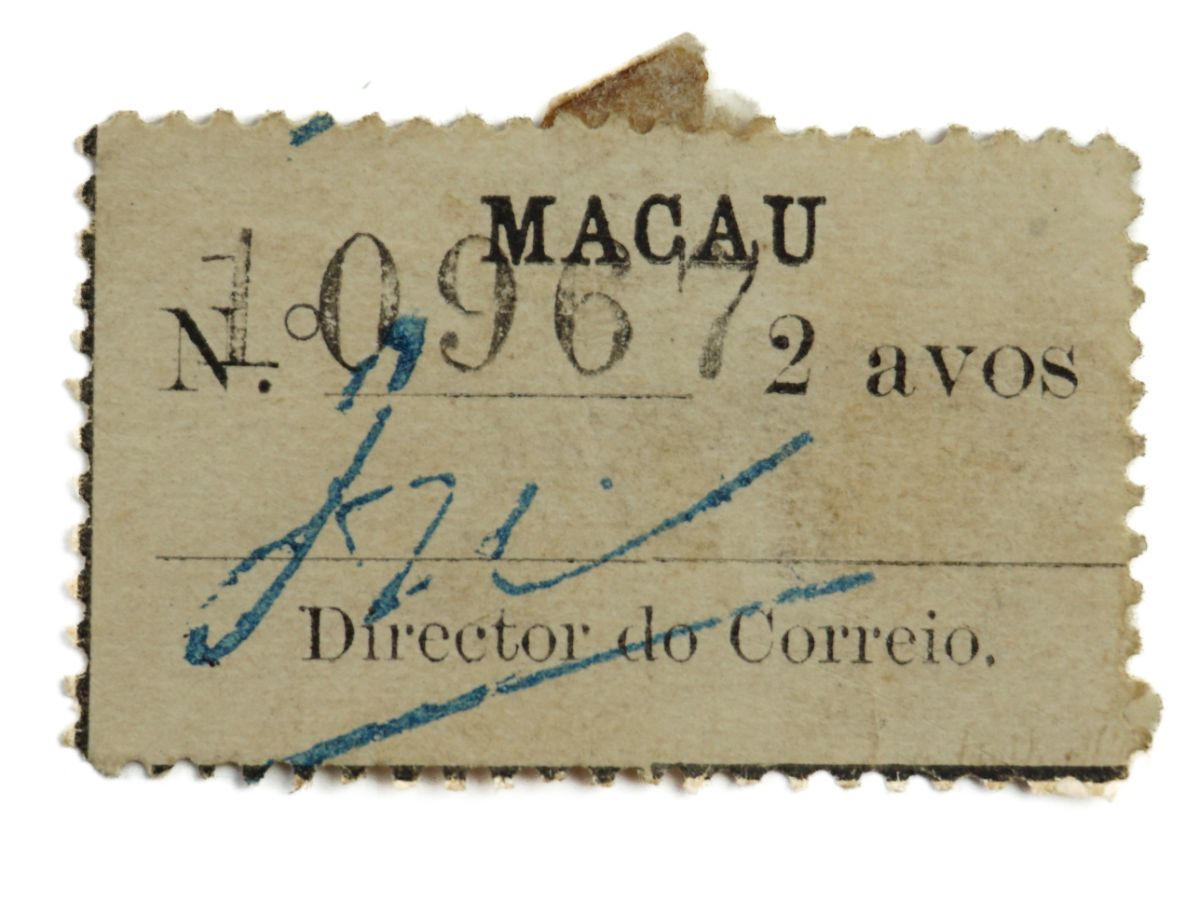 MACAU
N.º 10967 2 avos
Director do Correio.